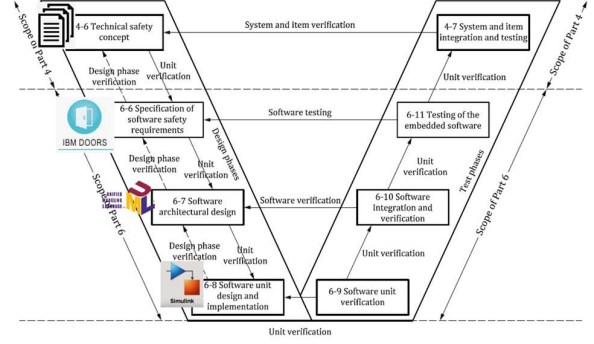 4-6 Technical safety
concept
System and item verification
4-7 System and item
integration and testing
Scope of Part 4
Scope of Part 4
Design phase
verification
Unit
verification
Unit verification
6-6 Specification of
software safety
requirements
Software testing
6-11 Testing of the
embedded software
IBM DOORS
Design phases
Test phases
Design phase
verification
Unit
verification
Unit
verification
Scope of Part 6
Scope of Part 6
UNIFIED
MODELING
LANGUAGE
UML
6-7 Software
architectural design
Software verification
6-10 Software
Integration and
verification
Design phase
verification
Unit
verification
Unit verification
Simulink
6-8 Software unit
design and
implementation
6-9 Software unit
verification
Unit verification